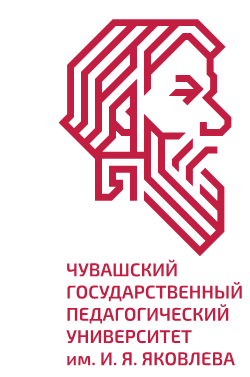 ЧУВАШСКИЙ
ГОСУДАРСТВЕННЫЙ
ПЕДАГОГИЧЕСКИЙ
УНИВЕРСИТЕТ
им. И. Я. ЯКОВЛЕВА